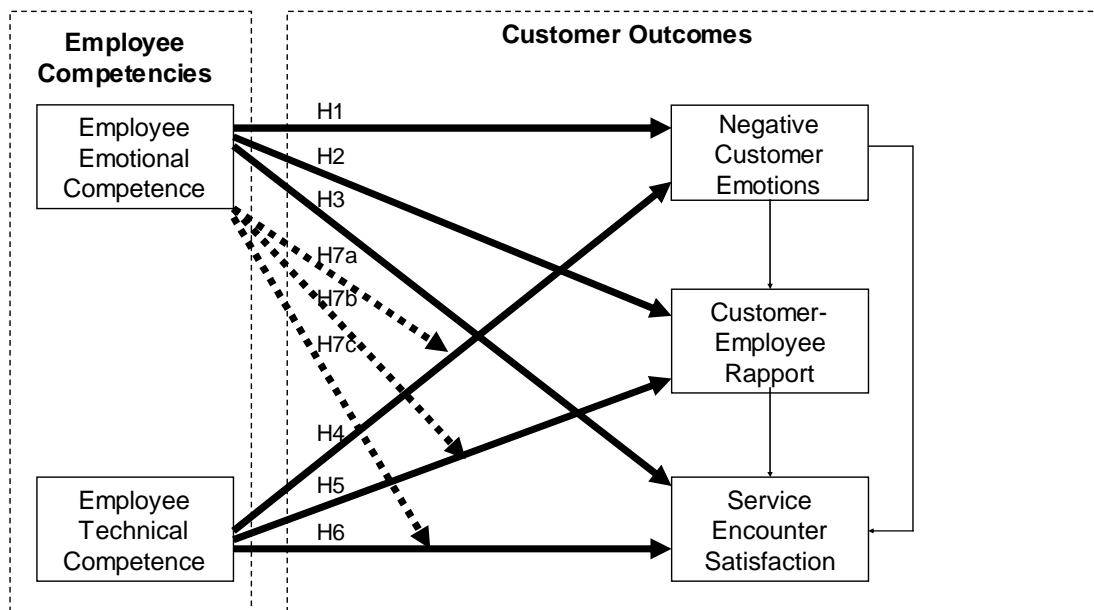 Employee
Competencies
Customer Outcomes
Employee
Emotional
Competence
H1
H2
H3
H7a
H7b
H7c
H4
H5
H6
Negative
Customer
Emotions
Customer-
Employee
Rapport
Employee
Technical
Competence
Service
Encounter
Satisfaction